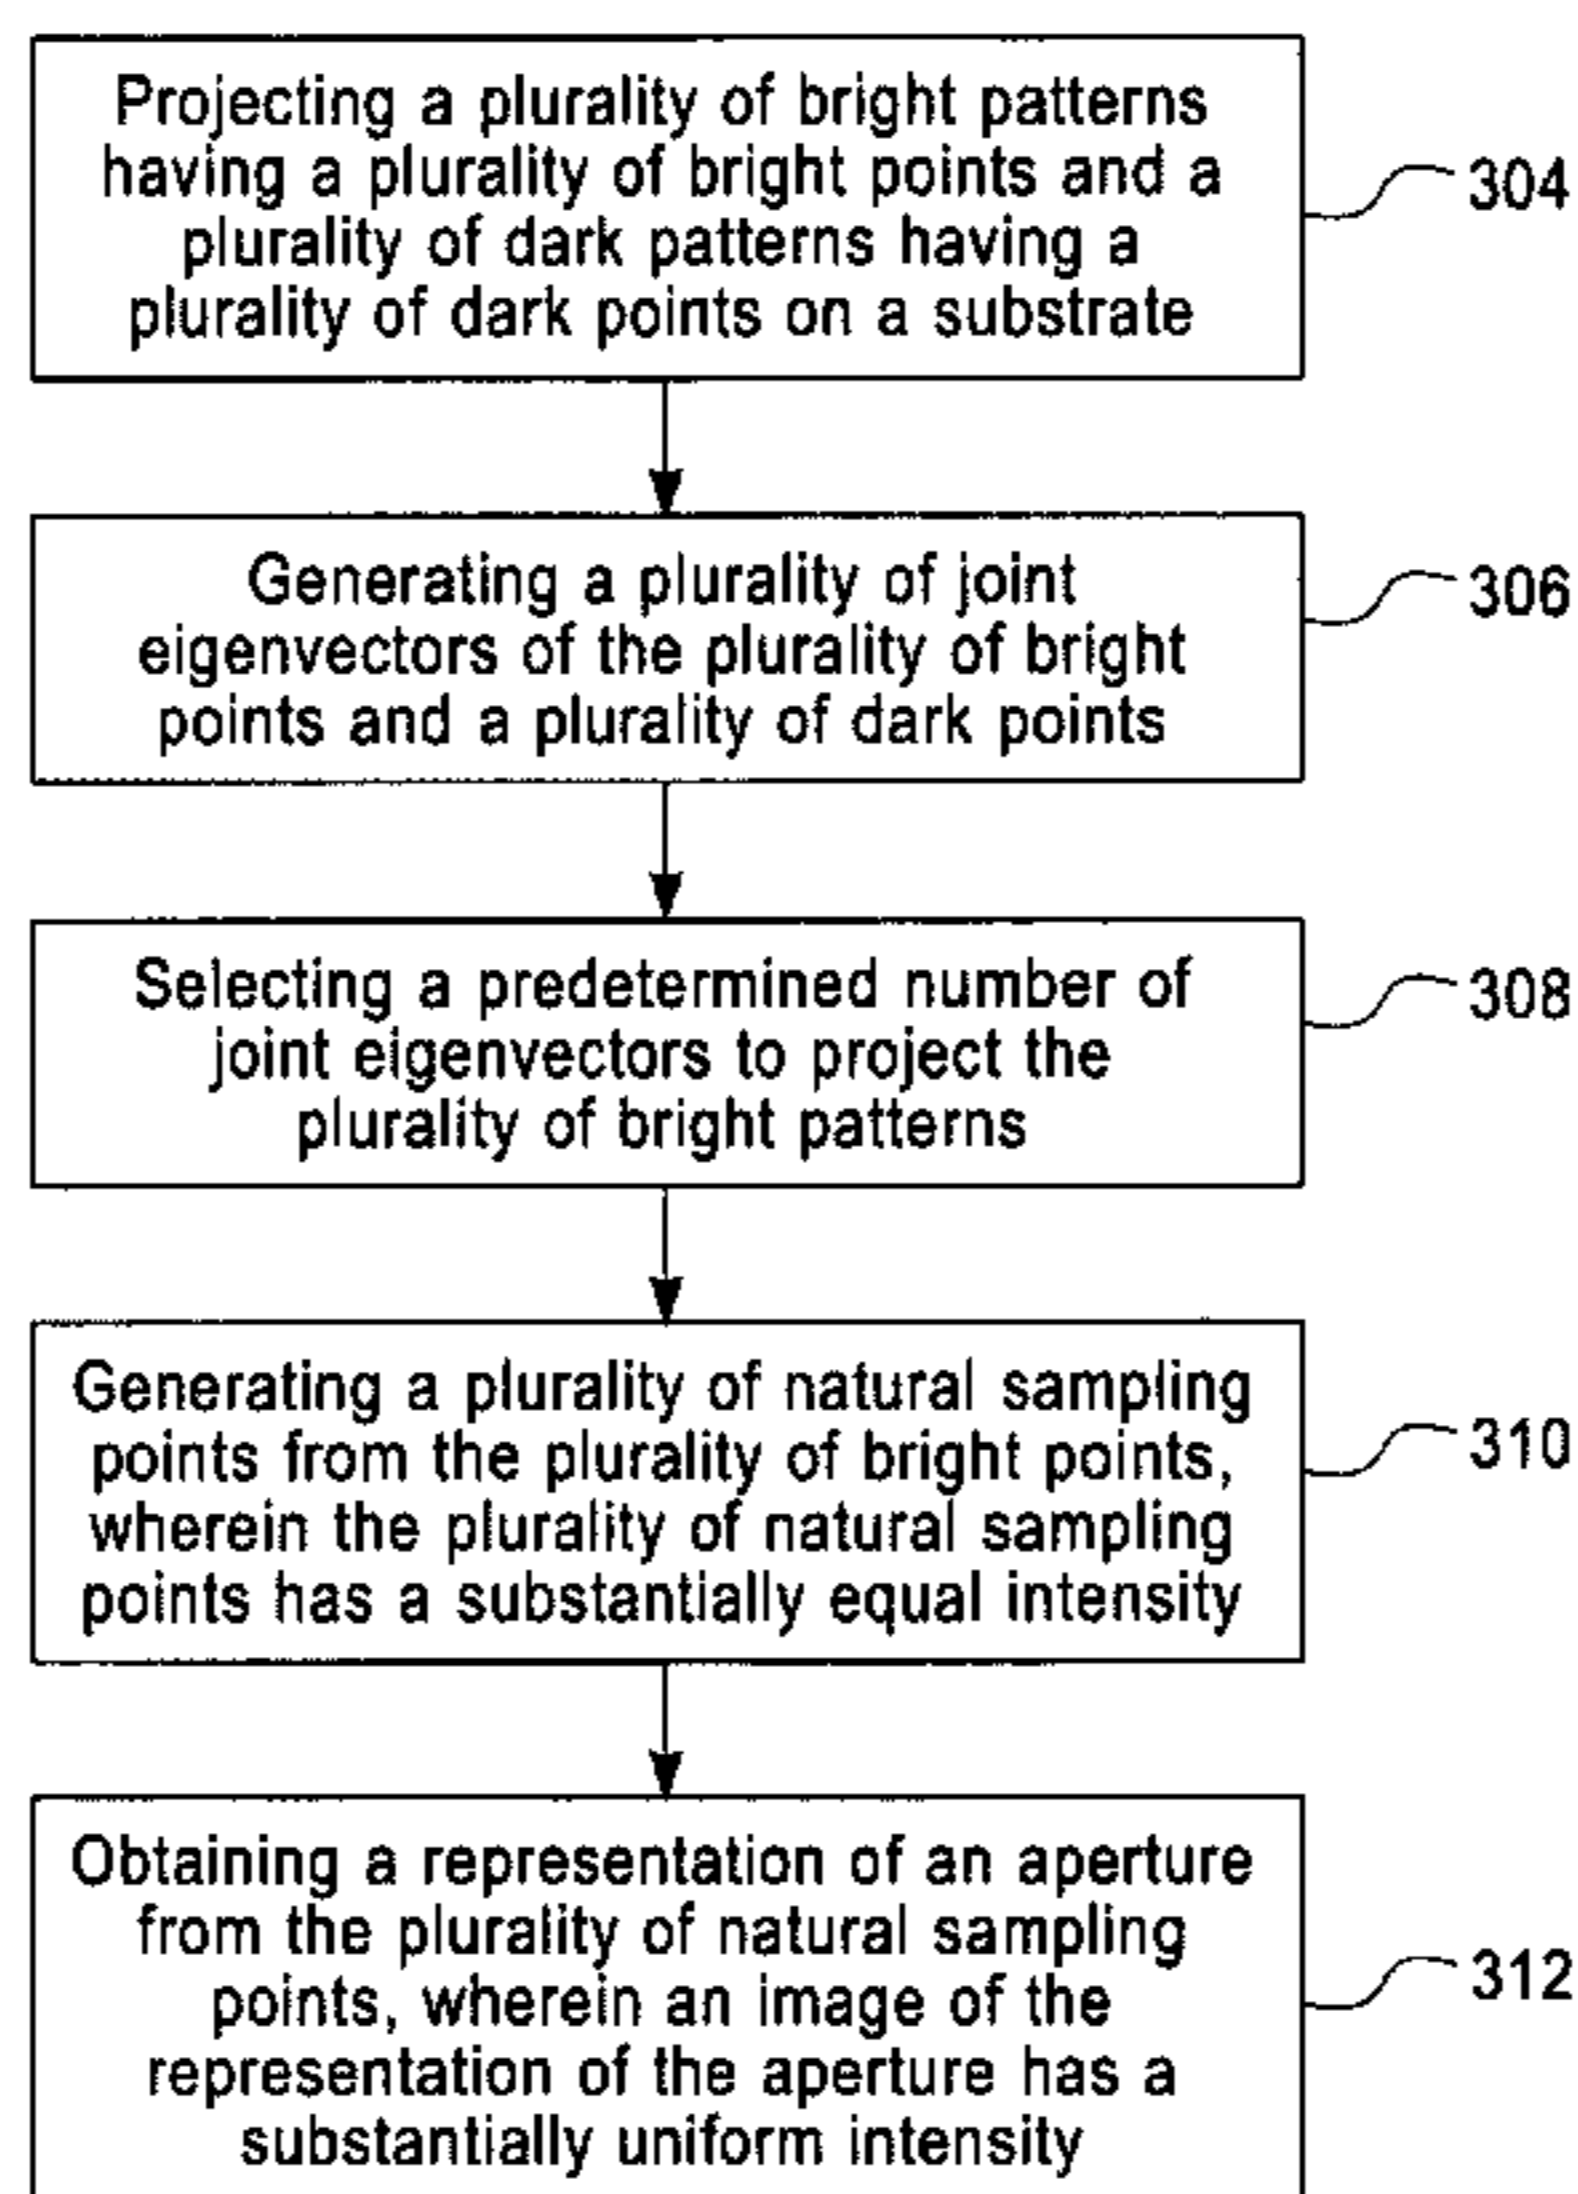 Projecting a plurality of bright patterns
having a plurality of bright points and a
plurality of dark patterns having a
plurality of dark points on a substrate
304
Generating a plurality of joint
eigenvectors of the plurality of bright
points and a plurality of dark points
306
Selecting a predetermined number of
joint eigenvectors to project the
plurality of bright patterns
308
Generating a plurality of natural sampling
points from the plurality of bright points,
wherein the plurality of natural sampling
points has a substantially equal intensity
310
Obtaining a representation of an aperture
from the plurality of natural sampling
points, wherein an image of the
representation of the aperture has a
substantially uniform intensity
312